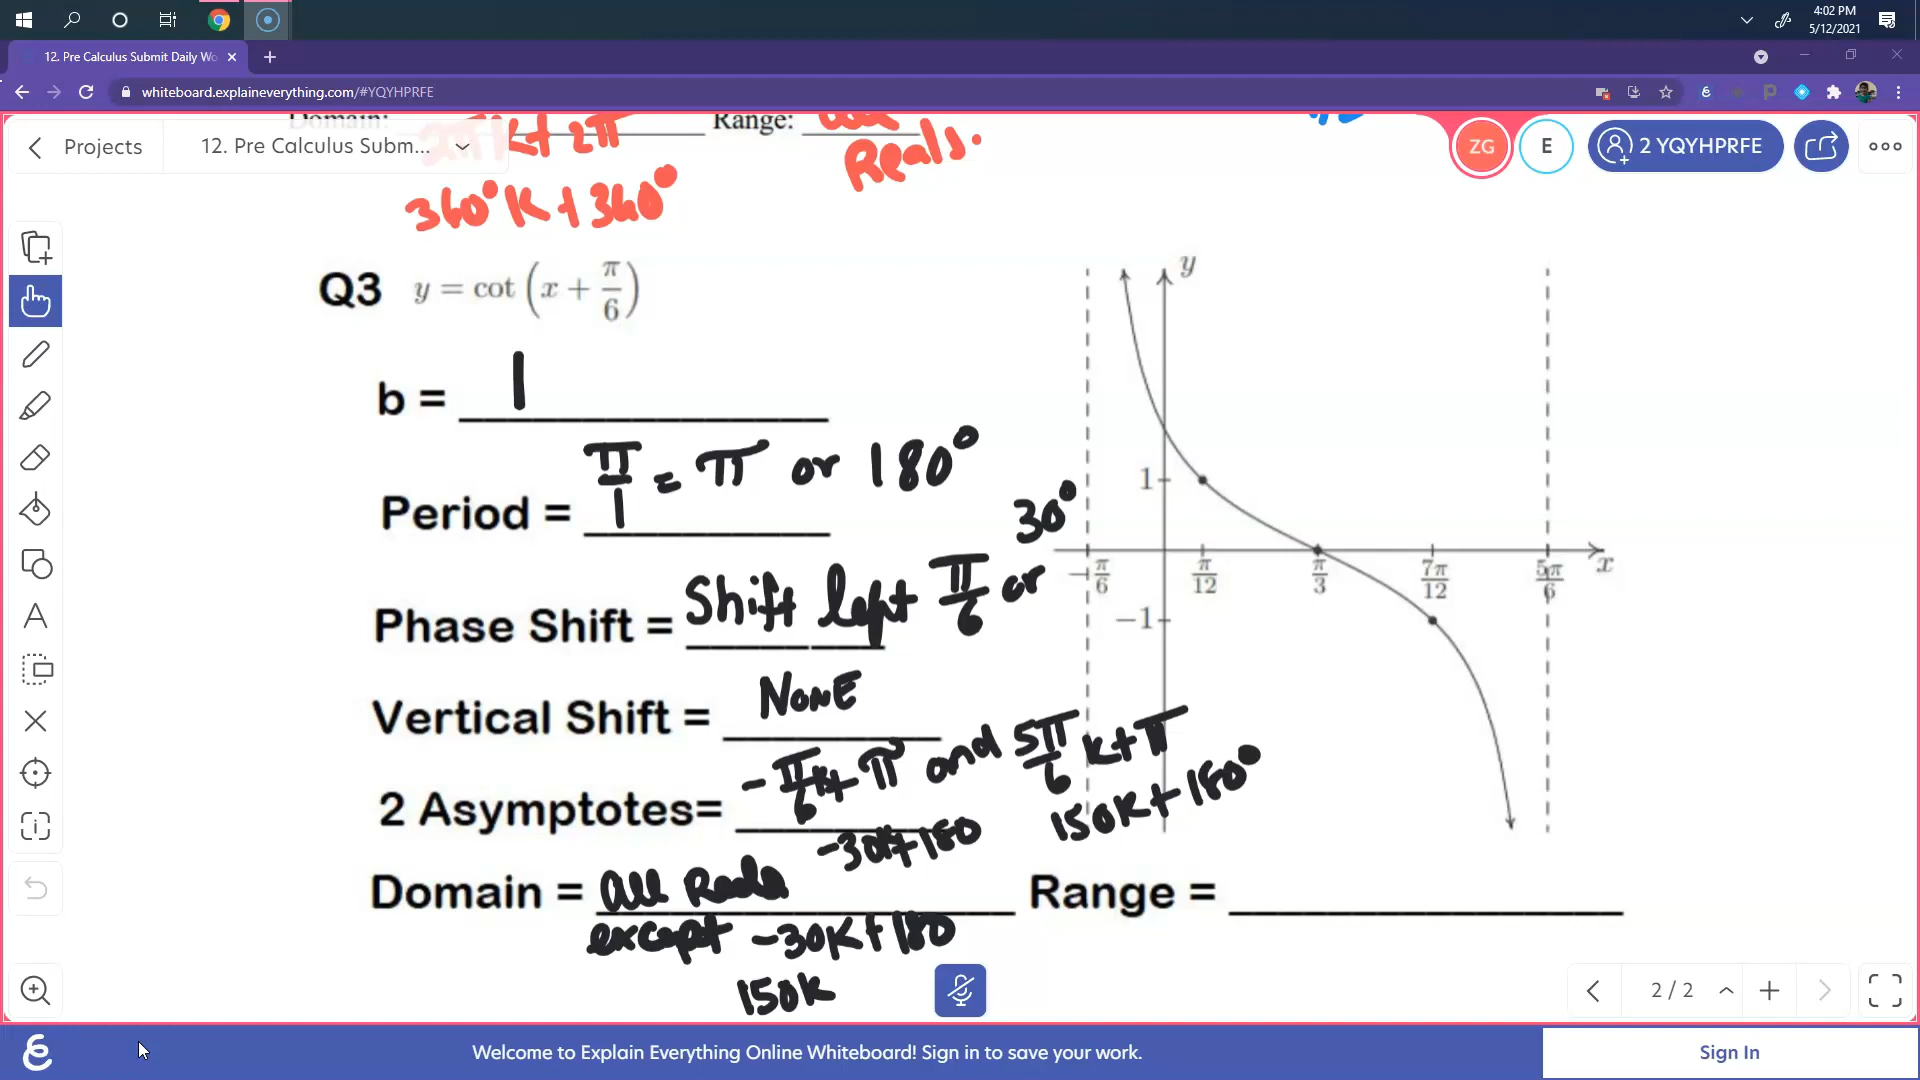 4:02 PM
5/12/2021
12. Pre Calculus Submit Daily Wo
whiteboard.explaineverything.com/#YQYHPRFE
Domain: Range:
Projects
12. Pre Calculus Subm...
2πK+2π
Reals.
ZG
E
2 YQYHPRFE
360°K+360°
Q3 y = cot (x + π/6)
b = 1
Period = π/1 = π or 180°
Phase Shift = Shift left π/6 or 30°
Vertical Shift = NONE
2 Asymptotes= -π/6 K+π and 5π/6 K+π
-30K+180 150K+180°
Domain = all Reals
except -30K+180
150K
Range =
y
1
-1
-π/6 π/12 π/3 7π/12 5π/6 x
2 / 2
Welcome to Explain Everything Online Whiteboard! Sign in to save your work.
Sign In